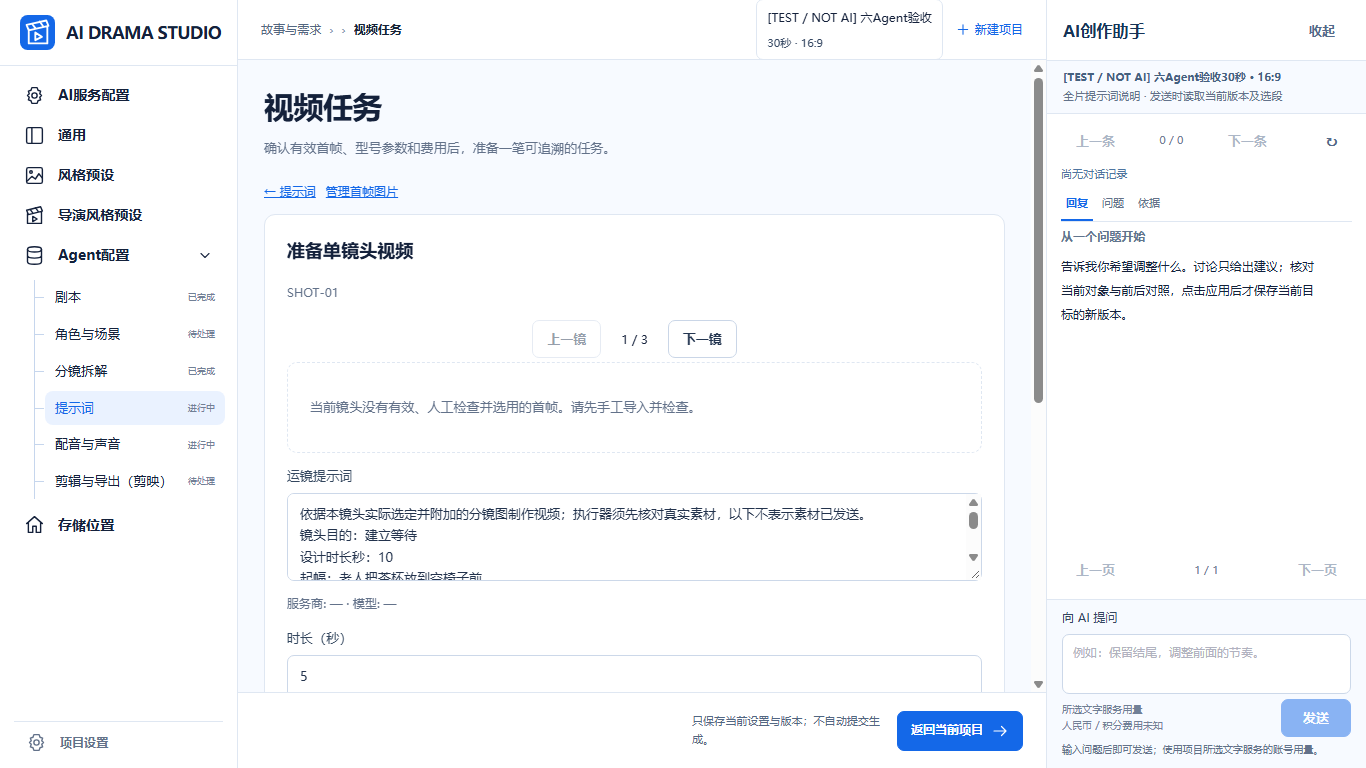 AI DRAMA STUDIO
AI服务配置
通用
风格预设
导演风格预设
Agent配置
剧本 已完成
角色与场景 待处理
分镜拆解 已完成
提示词 进行中
配音与声音 进行中
剪辑与导出（剪映） 待处理
存储位置
项目设置
故事与需求 › › 视频任务
[TEST / NOT AI] 六Agent验收
30秒 · 16:9
+ 新建项目
视频任务
确认有效首帧、型号参数和费用后，准备一笔可追溯的任务。
← 提示词 管理首帧图片
准备单镜头视频
SHOT-01
上一镜 1 / 3 下一镜
当前镜头没有有效、人工检查并选用的首帧。请先手工导入并检查。
运镜提示词
依据本镜头实际选定并附加的分镜图制作视频；执行器须先核对真实素材，以下不表示素材已发送。
镜头目的：建立等待
设计时长秒：10
起幅：老人把茶杯放到空椅子前
服务商: — · 模型: —
时长（秒）
5
只保存当前设置与版本；不自动提交生
成。
返回当前项目 →
AI创作助手 收起
[TEST / NOT AI] 六Agent验收30秒 • 16:9
全片提示词说明 · 发送时读取当前版本及选段
上一条 0 / 0 下一条 ↻
尚无对话记录
回复 问题 依据
从一个问题开始
告诉我你希望调整什么。讨论只给出建议；核对
当前对象与前后对照，点击应用后才保存当前目
标的新版本。
上一页 1 / 1 下一页
向 AI 提问
例如：保留结尾，调整前面的节奏。
所选文字服务用量
人民币 / 积分费用未知
发送
输入问题后即可发送；使用项目所选文字服务的账号用量。